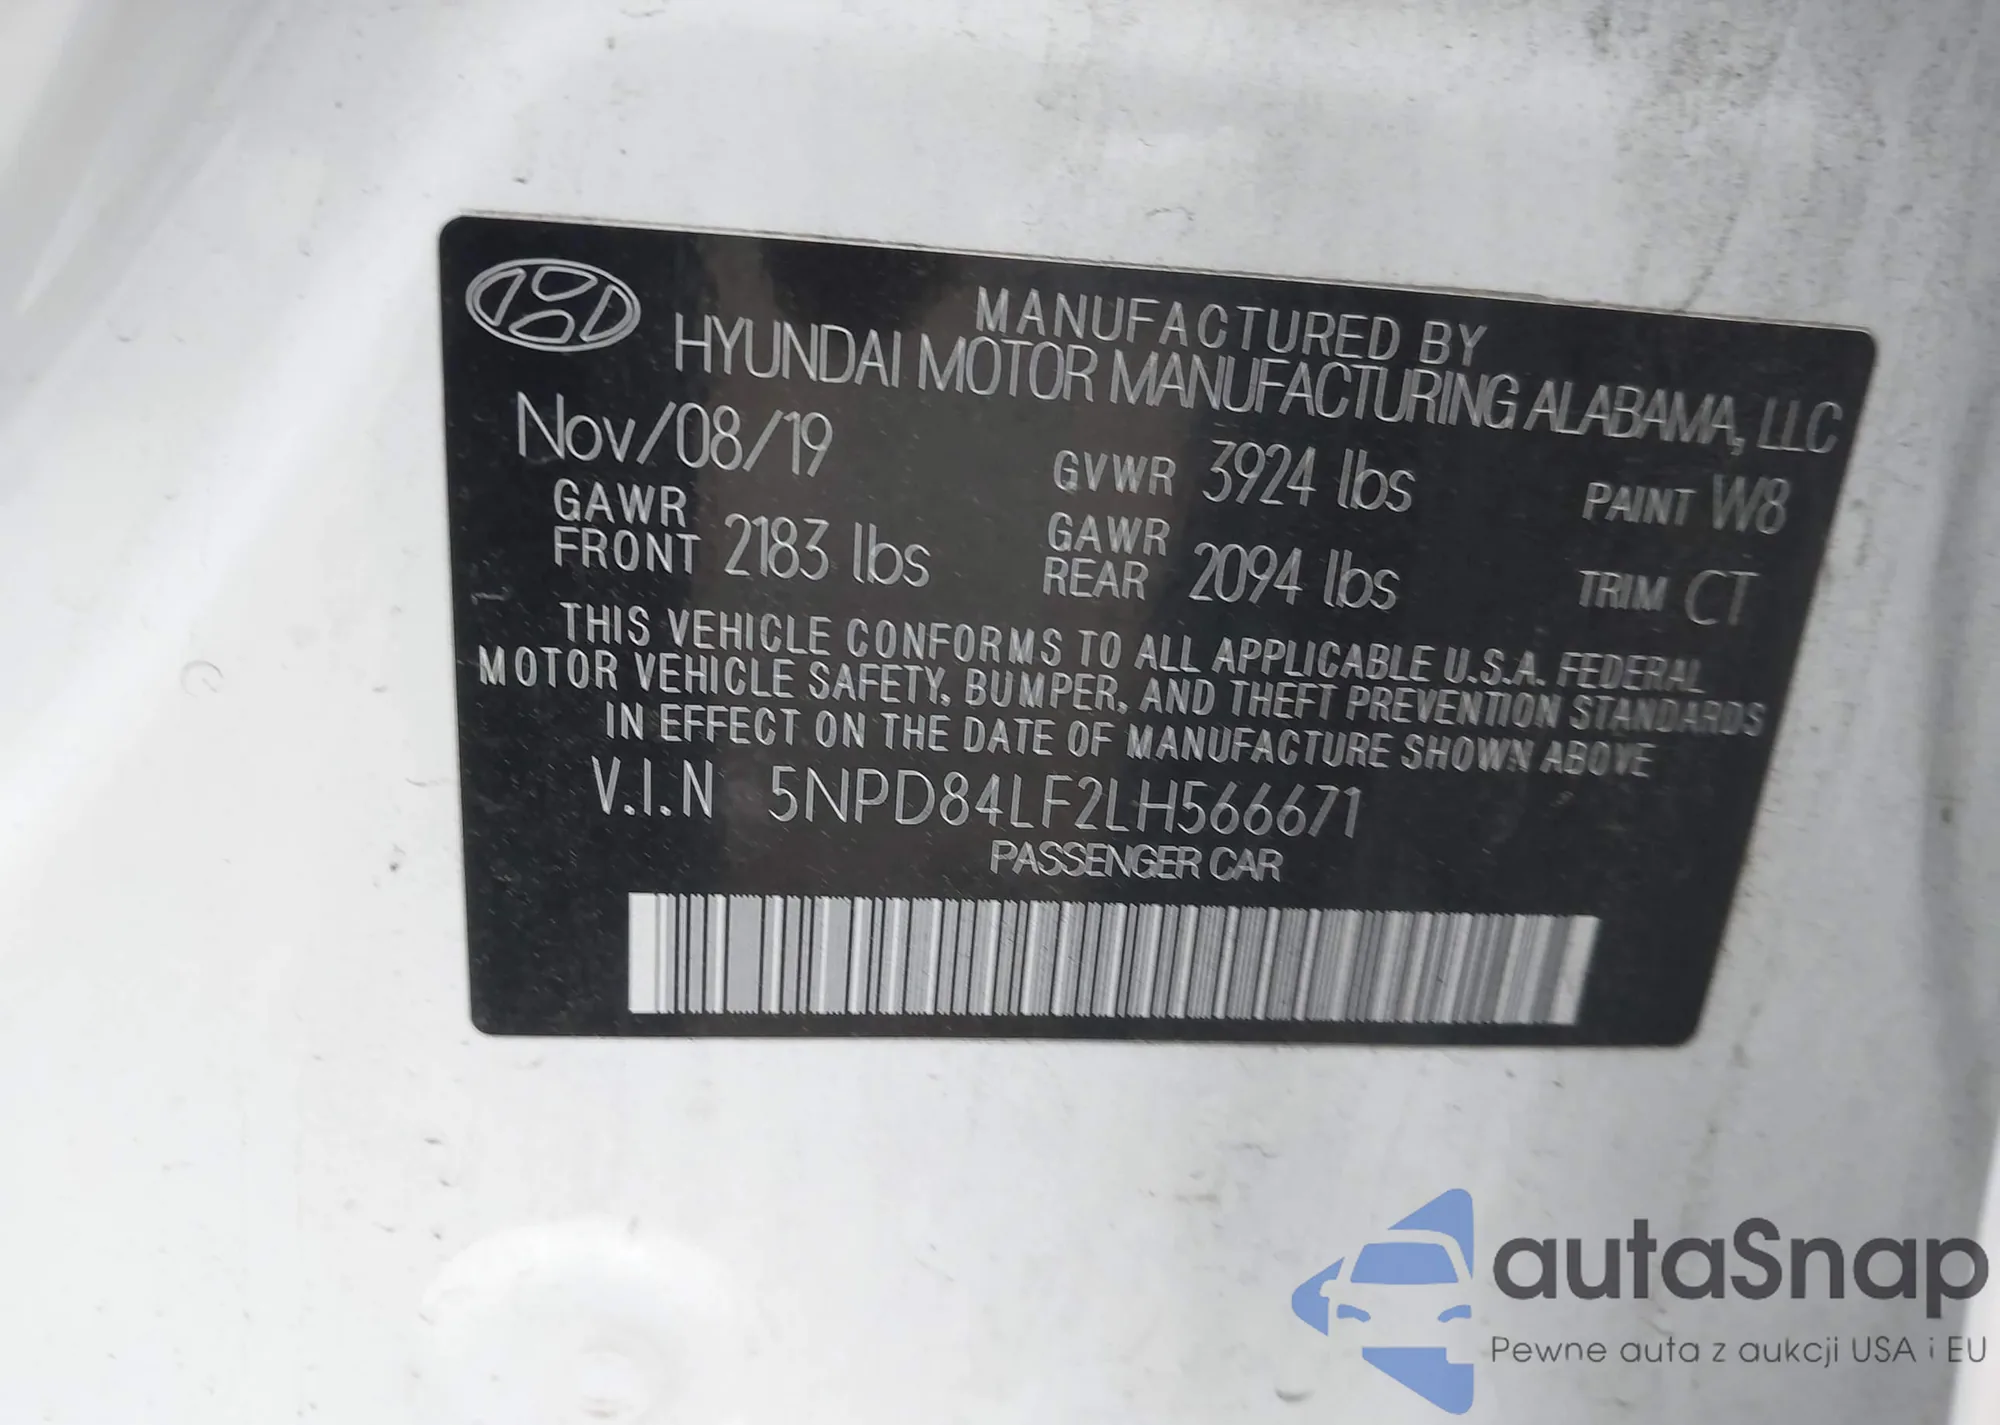 MANUFACTURED BY
HYUNDAI MOTOR MANUFACTURING ALABAMA, LLC
Nov/08/19 GVWR 3924 lbs PAINT W8
GAWR FRONT 2183 lbs GAWR REAR 2094 lbs TRIM CT
THIS VEHICLE CONFORMS TO ALL APPLICABLE U.S.A. FEDERAL
MOTOR VEHICLE SAFETY, BUMPER, AND THEFT PREVENTION STANDARDS
IN EFFECT ON THE DATE OF MANUFACTURE SHOWN ABOVE
V.I.N 5NPD84LF2LH566671
PASSENGER CAR
autaSnap
Pewne auta z aukcji USA i EU